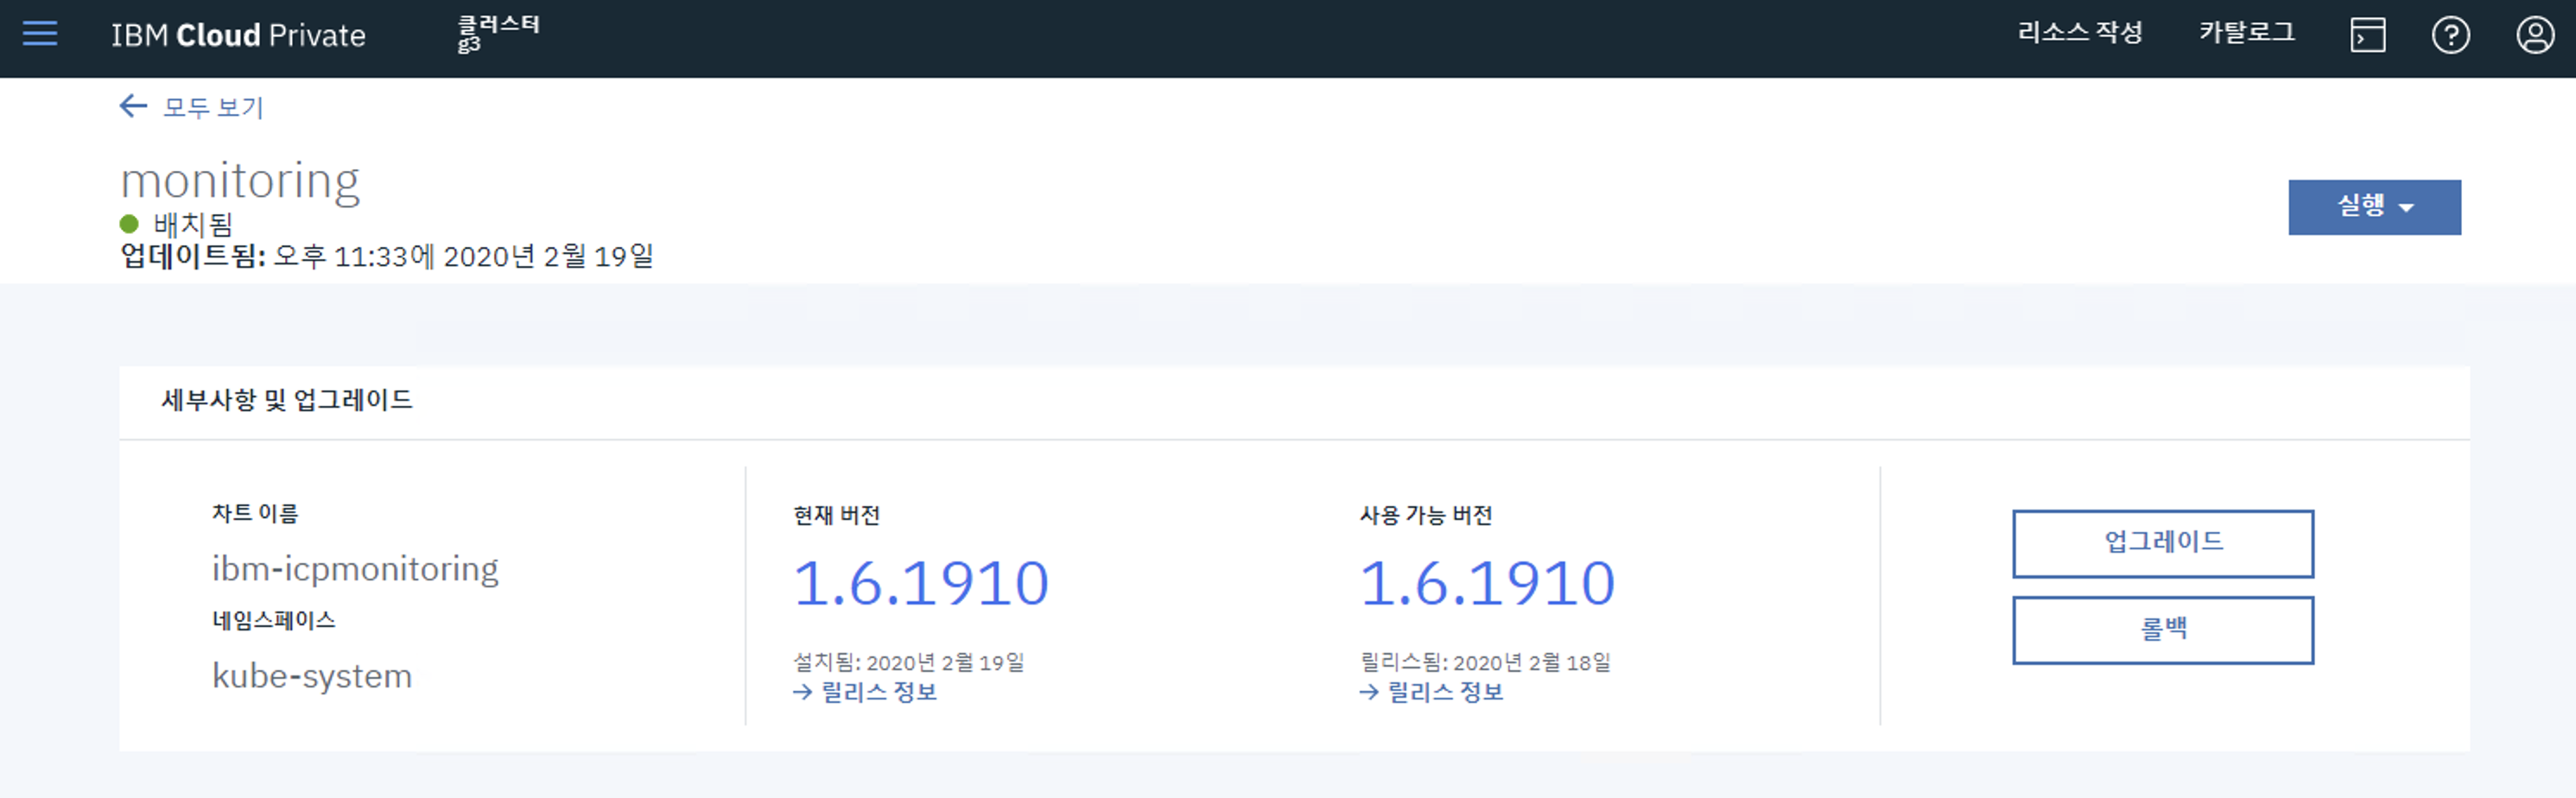 IBM Cloud Private
클러스터
g3
리소스 작성
카탈로그
모두 보기
monitoring
배치됨
업데이트됨: 오후 11:33에 2020년 2월 19일
실행
세부사항 및 업그레이드
차트 이름
ibm-icpmonitoring
네임스페이스
kube-system
현재 버전
1.6.1910
설치됨: 2020년 2월 19일
→ 릴리스 정보
사용 가능 버전
1.6.1910
릴리스됨: 2020년 2월 18일
→ 릴리스 정보
업그레이드
롤백